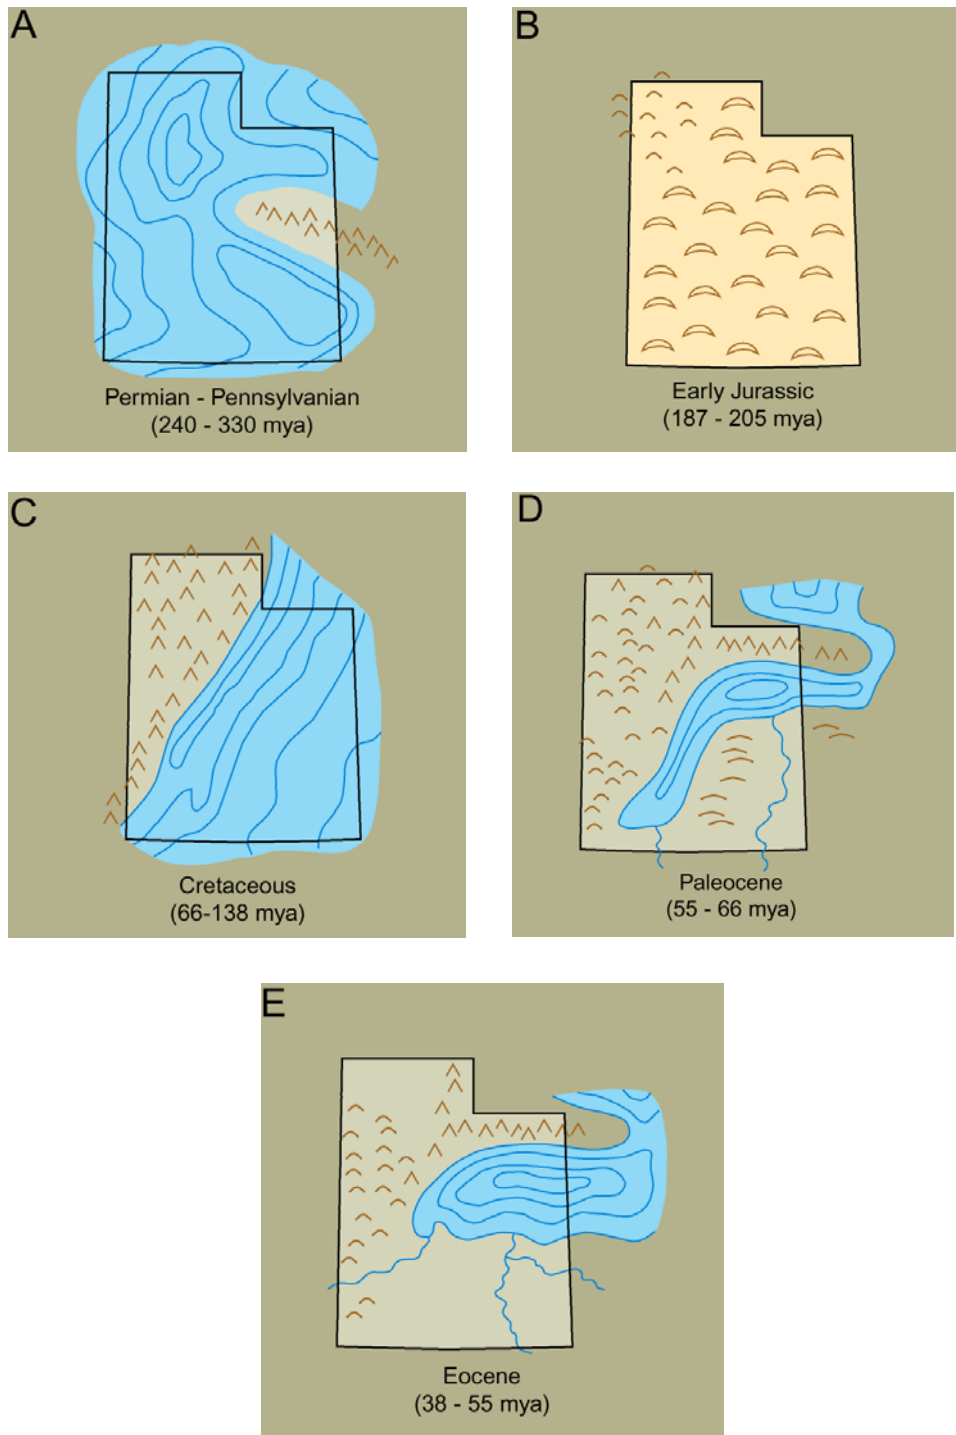 A
Permian - Pennsylvanian
(240 - 330 mya)
B
Early Jurassic
(187 - 205 mya)
C
Cretaceous
(66-138 mya)
D
Paleocene
(55 - 66 mya)
E
Eocene
(38 - 55 mya)